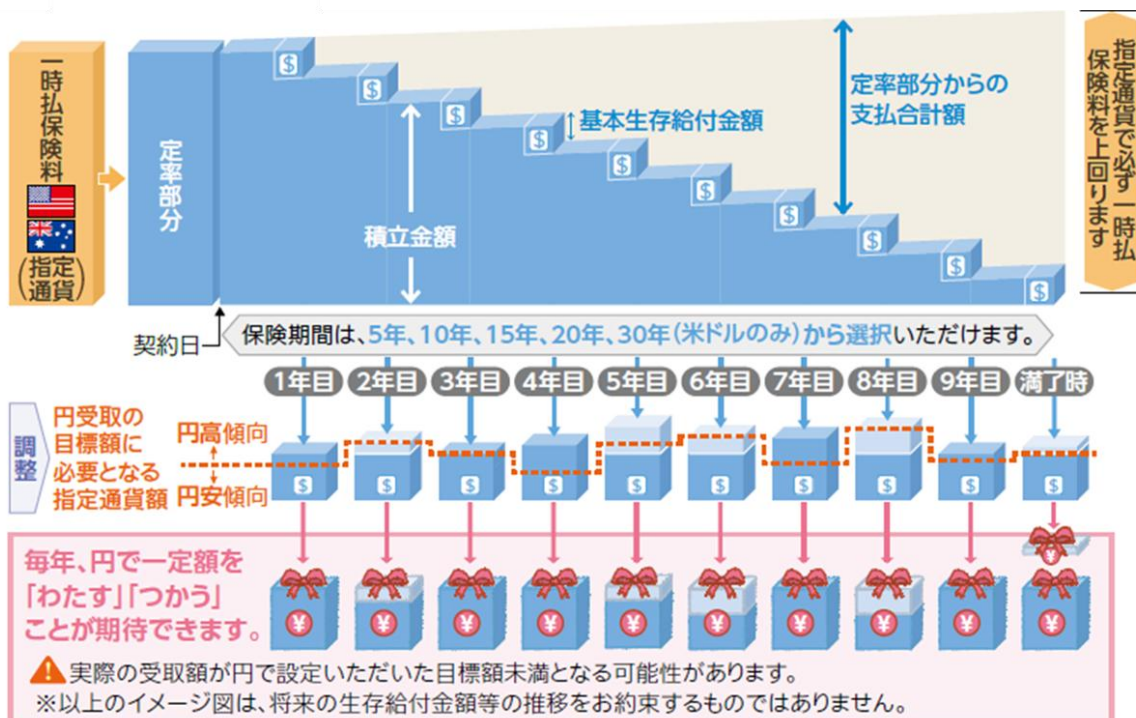 一時払保険料
(指定
通貨)
定率部分
$
$
$
$
$
$
$
$
$
$
積立金額
基本生存給付金額
定率部分からの
支払合計額
指定通貨で必ず一時払
保険料を上回ります
契約日
保険期間は、5年、10年、15年、20年、30年(米ドルのみ)から選択いただけます。
1年目 2年目 3年目 4年目 5年目 6年目 7年目 8年目 9年目 満了時
調整
円受取の
目標額に
必要となる
指定通貨額
円高傾向
円安傾向
$ $ $ $ $ $ $ $ $ $
¥
毎年、円で一定額を
「わたす」「つかう」
ことが期待できます。
¥ ¥ ¥ ¥ ¥ ¥ ¥ ¥ ¥ ¥
!実際の受取額が円で設定いただいた目標額未満となる可能性があります。
※以上のイメージ図は、将来の生存給付金額等の推移をお約束するものではありません。